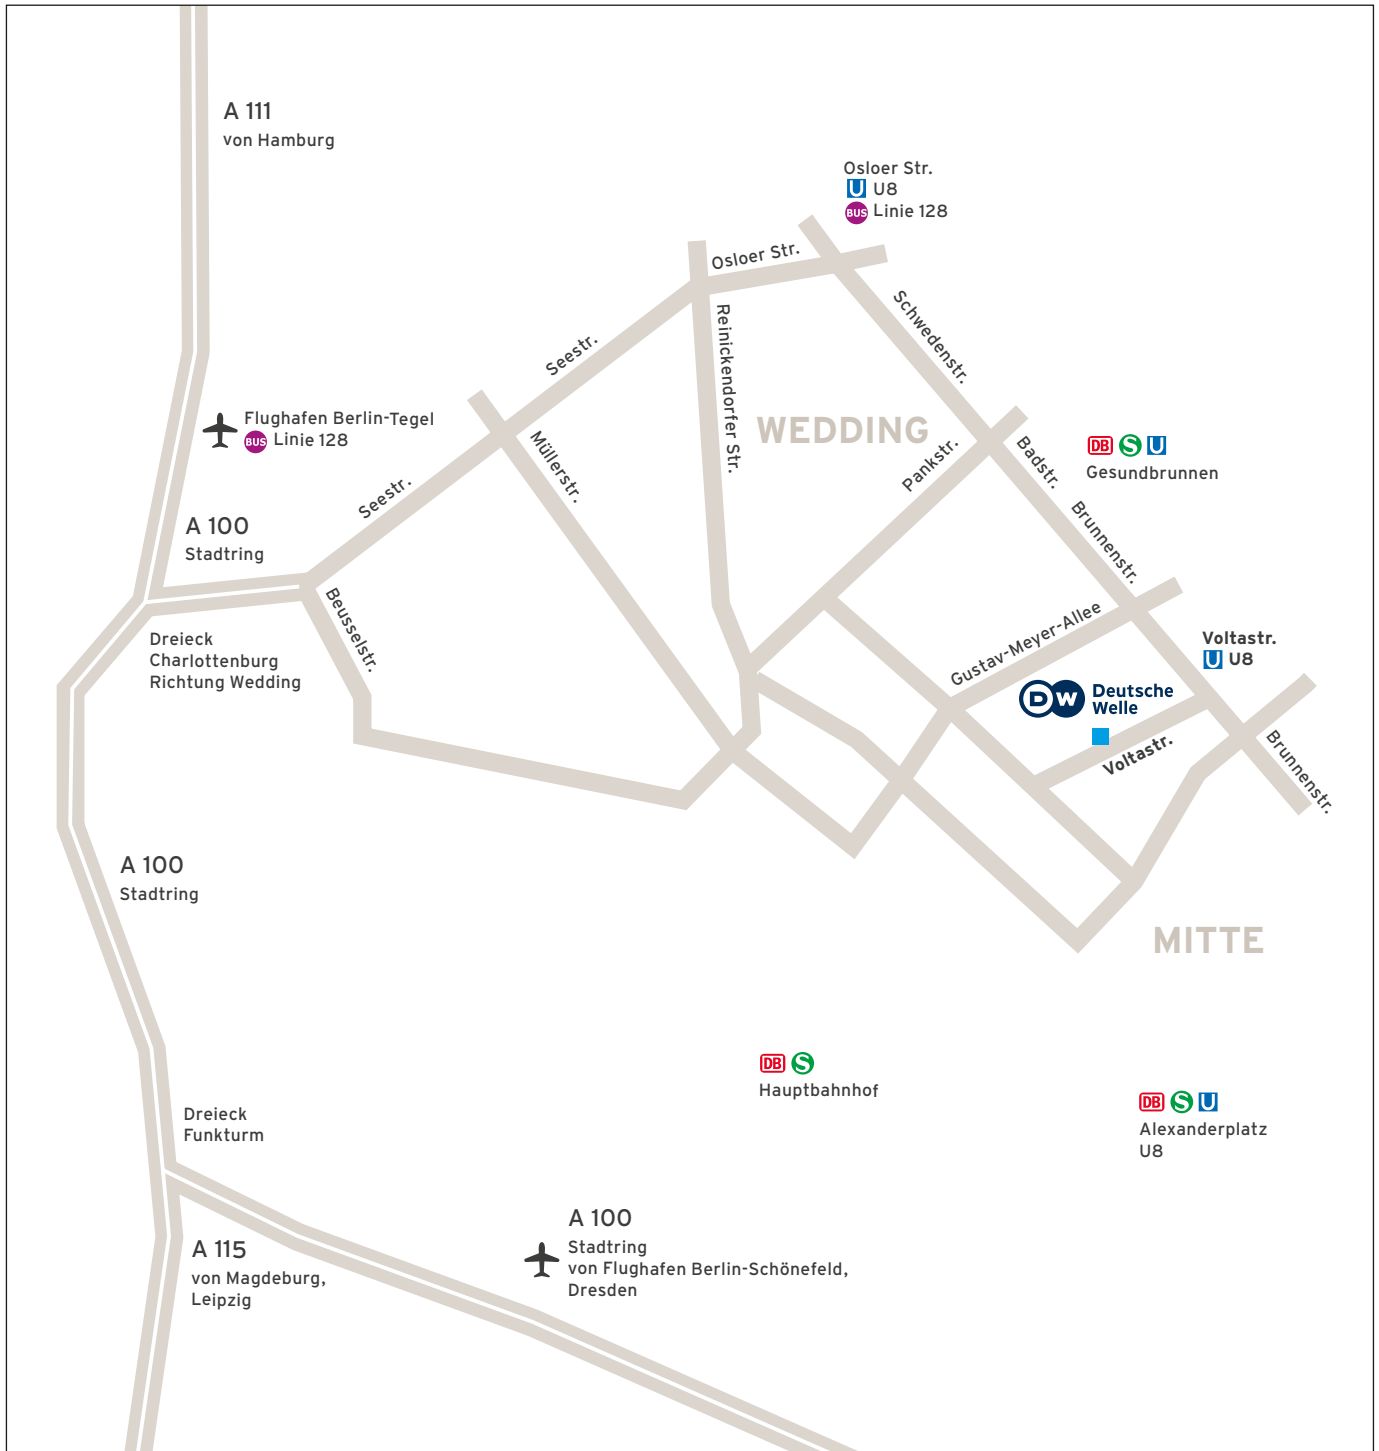 A 111
von Hamburg
Osloer Str.
U U8
BUS Linie 128
Osloer Str.
Schwedenstr.
Reinickendorfer Str.
Seestr.
WEDDING
Flughafen Berlin-Tegel
BUS Linie 128
Müllerstr.
Pankstr.
Badstr.
DB S U
Gesundbrunnen
Seestr.
A 100
Stadtring
Brunnenstr.
Beusselstr.
Dreieck
Charlottenburg
Richtung Wedding
Gustav-Meyer-Allee
Voltastr.
U U8
DW Deutsche
Welle
Voltastr.
Brunnenstr.
A 100
Stadtring
MITTE
DB S
Hauptbahnhof
DB S U
Alexanderplatz
U8
Dreieck
Funkturm
A 100
Stadtring
von Flughafen Berlin-Schönefeld,
Dresden
A 115
von Magdeburg,
Leipzig